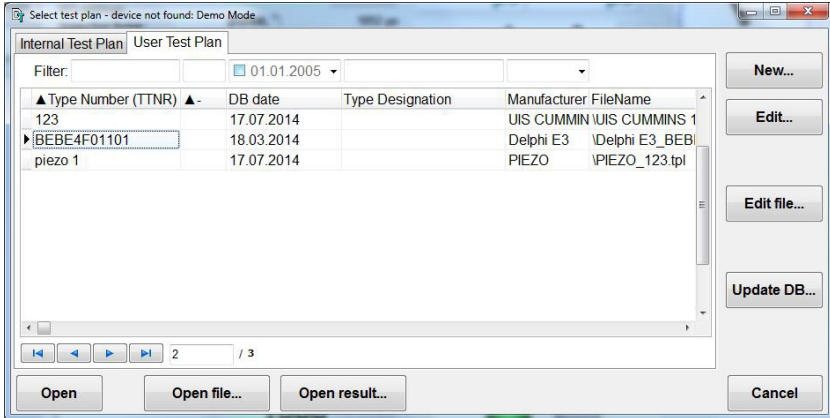 Select test plan - device not found: Demo Mode
Internal Test Plan User Test Plan
Filter: 01.01.2005
New...
▲Type Number (TTNR) ▲- DB date Type Designation Manufacturer FileName
123 17.07.2014 UIS CUMMIN \UIS CUMMINS 1
Edit...
BEBE4F01101 18.03.2014 Delphi E3 \Delphi E3_BEBI
piezo 1 17.07.2014 PIEZO \PIEZO_123.tpl
Edit file...
Update DB...
2 / 3
Open Open file... Open result... Cancel